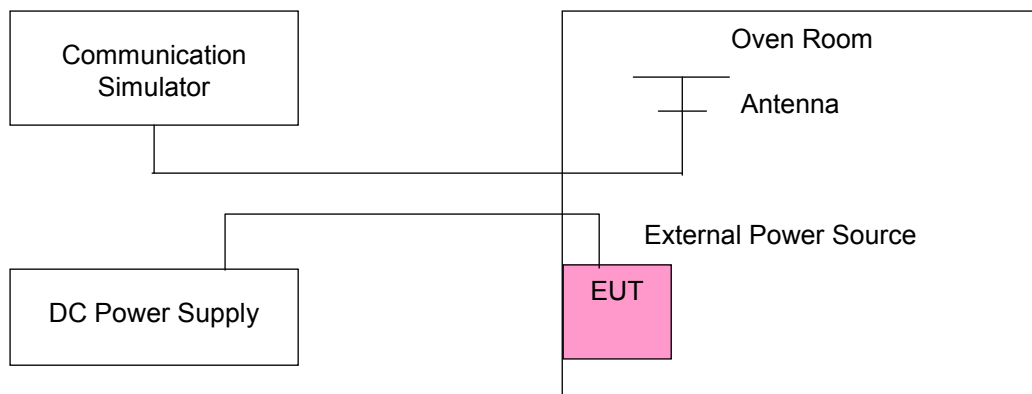 Communication
Simulator
Oven Room
Antenna
External Power Source
DC Power Supply
EUT